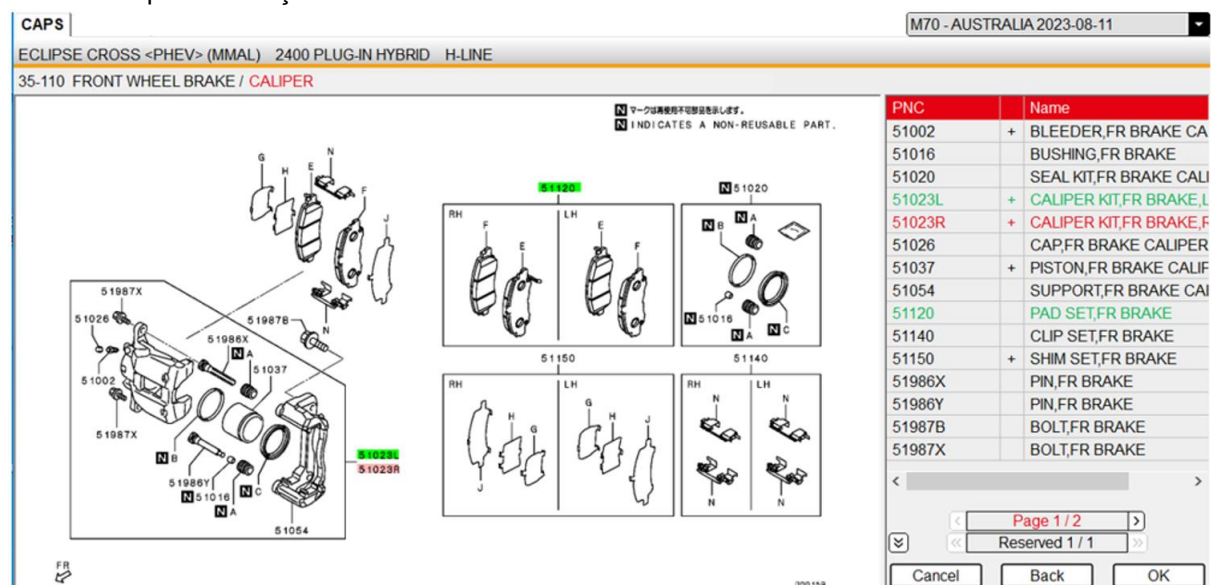 CAPS
M70 - AUSTRALIA 2023-08-11
ECLIPSE CROSS <PHEV> (MMAL) 2400 PLUG-IN HYBRID H-LINE
35-110 FRONT WHEEL BRAKE / CALIPER
N マークは再使用不可部品を示します。
N INDICATES A NON-REUSABLE PART.
G
H
E
N
F
J
N
51987X
51026
51986X
N A
51987B
51037
51002
51987X
N B
51986Y
N 51016
N A
N C
51054
51023L
51023R
FR
51120
RH
LH
F
E
E
F
N 51020
N B
N A
N 51016
N A
N C
51150
RH
LH
J
H
G
G
H
J
51140
RH
LH
N
N
N
N
PNC Name
51002 + BLEEDER,FR BRAKE CA
51016 BUSHING,FR BRAKE
51020 SEAL KIT,FR BRAKE CALI
51023L + CALIPER KIT,FR BRAKE,L
51023R + CALIPER KIT,FR BRAKE,R
51026 CAP,FR BRAKE CALIPER
51037 + PISTON,FR BRAKE CALIF
51054 SUPPORT,FR BRAKE CAI
51120 PAD SET,FR BRAKE
51140 CLIP SET,FR BRAKE
51150 + SHIM SET,FR BRAKE
51986X PIN,FR BRAKE
51986Y PIN,FR BRAKE
51987B BOLT,FR BRAKE
51987X BOLT,FR BRAKE
Page 1 / 2
Reserved 1 / 1
Cancel Back OK